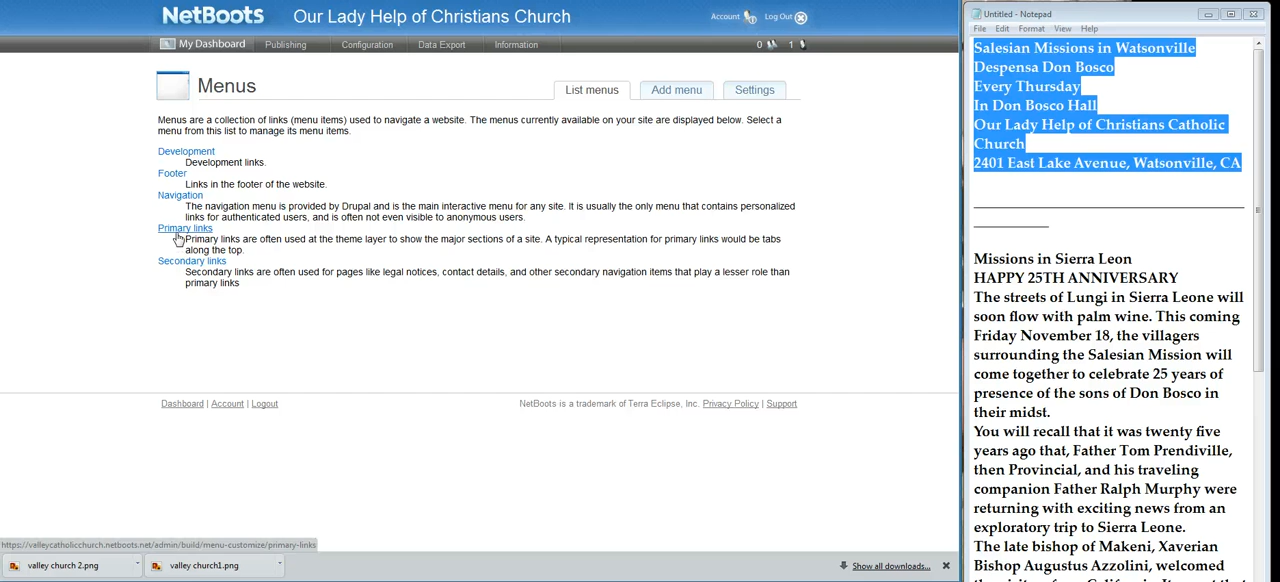 NetBoots Our Lady Help of Christians Church
Account Log Out
My Dashboard Publishing Configuration Data Export Information 0 1
Menus
List menus Add menu Settings
Menus are a collection of links (menu items) used to navigate a website. The menus currently available on your site are displayed below. Select a
menu from this list to manage its menu items.
Development
Development links.
Footer
Links in the footer of the website.
Navigation
The navigation menu is provided by Drupal and is the main interactive menu for any site. It is usually the only menu that contains personalized
links for authenticated users, and is often not even visible to anonymous users.
Primary links
Primary links are often used at the theme layer to show the major sections of a site. A typical representation for primary links would be tabs
along the top.
Secondary links
Secondary links are often used for pages like legal notices, contact details, and other secondary navigation items that play a lesser role than
primary links
Dashboard | Account | Logout
NetBoots is a trademark of Terra Eclipse, Inc. Privacy Policy | Support
https://valleycatholicchurch.netboots.net/admin/build/menu-customize/primary-links
valley church 2.png
valley church1.png
Show all downloads...
Untitled - Notepad
File Edit Format View Help
Salesian Missions in Watsonville
Despensa Don Bosco
Every Thursday
In Don Bosco Hall
Our Lady Help of Christians Catholic
Church
2401 East Lake Avenue, Watsonville, CA
Missions in Sierra Leon
HAPPY 25TH ANNIVERSARY
The streets of Lungi in Sierra Leone will
soon flow with palm wine. This coming
Friday November 18, the villagers
surrounding the Salesian Mission will
come together to celebrate 25 years of
presence of the sons of Don Bosco in
their midst.
You will recall that it was twenty five
years ago that, Father Tom Prendiville,
then Provincial, and his traveling
companion Father Ralph Murphy were
returning with exciting news from an
exploratory trip to Sierra Leone.
The late bishop of Makeni, Xaverian
Bishop Augustus Azzolini, welcomed